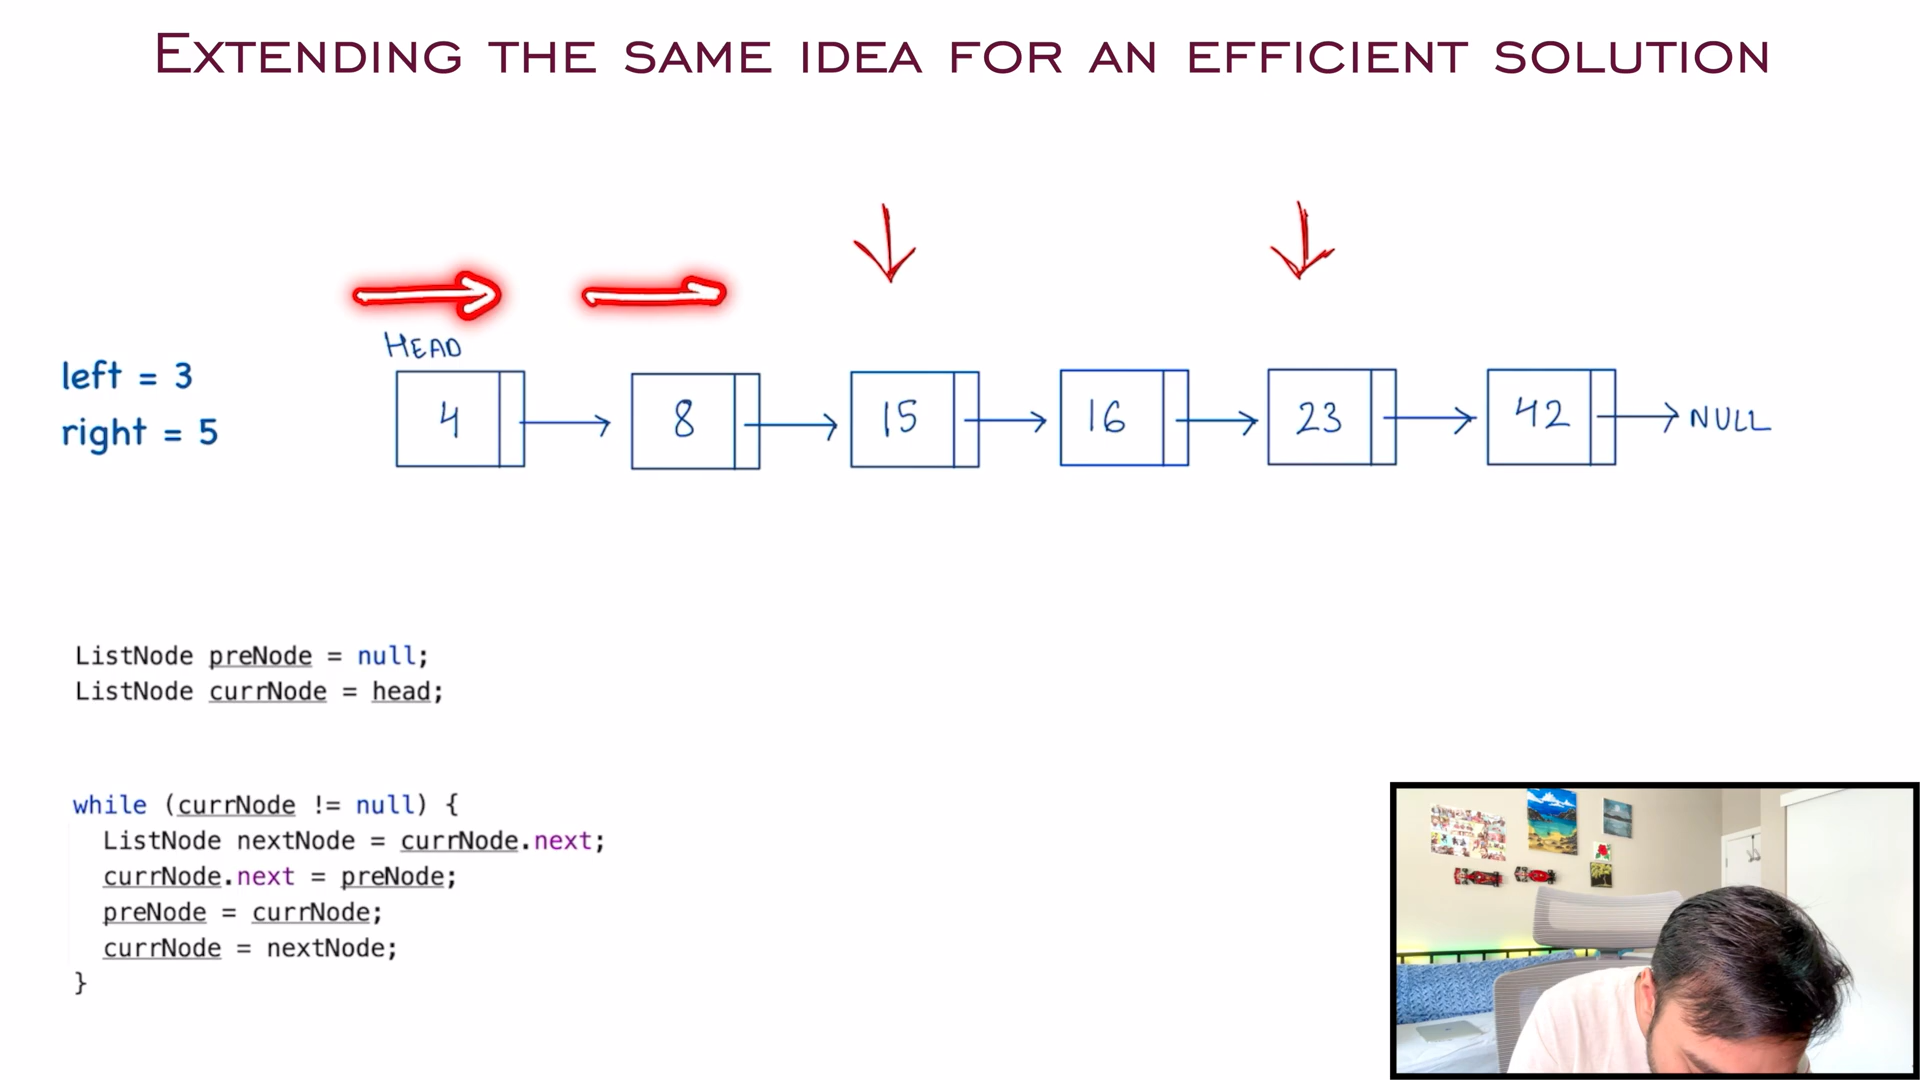 EXTENDING THE SAME IDEA FOR AN EFFICIENT SOLUTION
HEAD
left = 3
right = 5
4 8 15 16 23 42 NULL
ListNode preNode = null;
ListNode currNode = head;
while (currNode != null) {
ListNode nextNode = currNode.next;
currNode.next = preNode;
preNode = currNode;
currNode = nextNode;
}